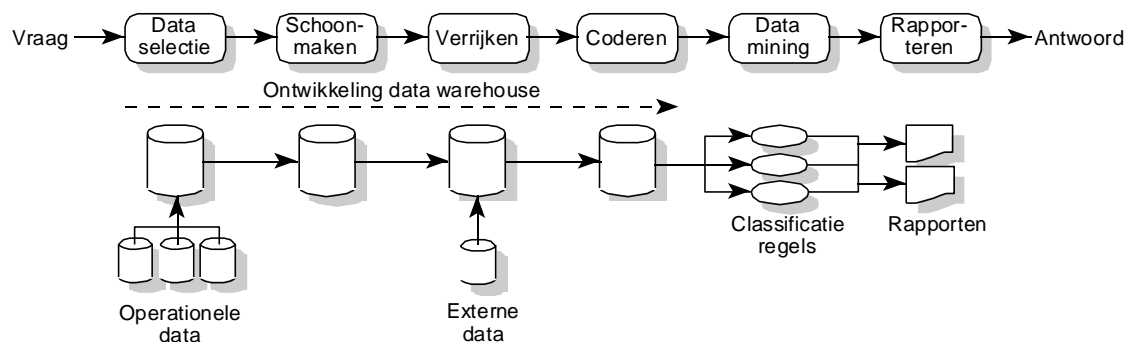 Vraag
Data
selectie
Schoon-
maken
Verrijken
Coderen
Data
mining
Rappor-
teren
Antwoord
Ontwikkeling data warehouse
Classificatie
regels
Rapporten
Operationele
data
Externe
data